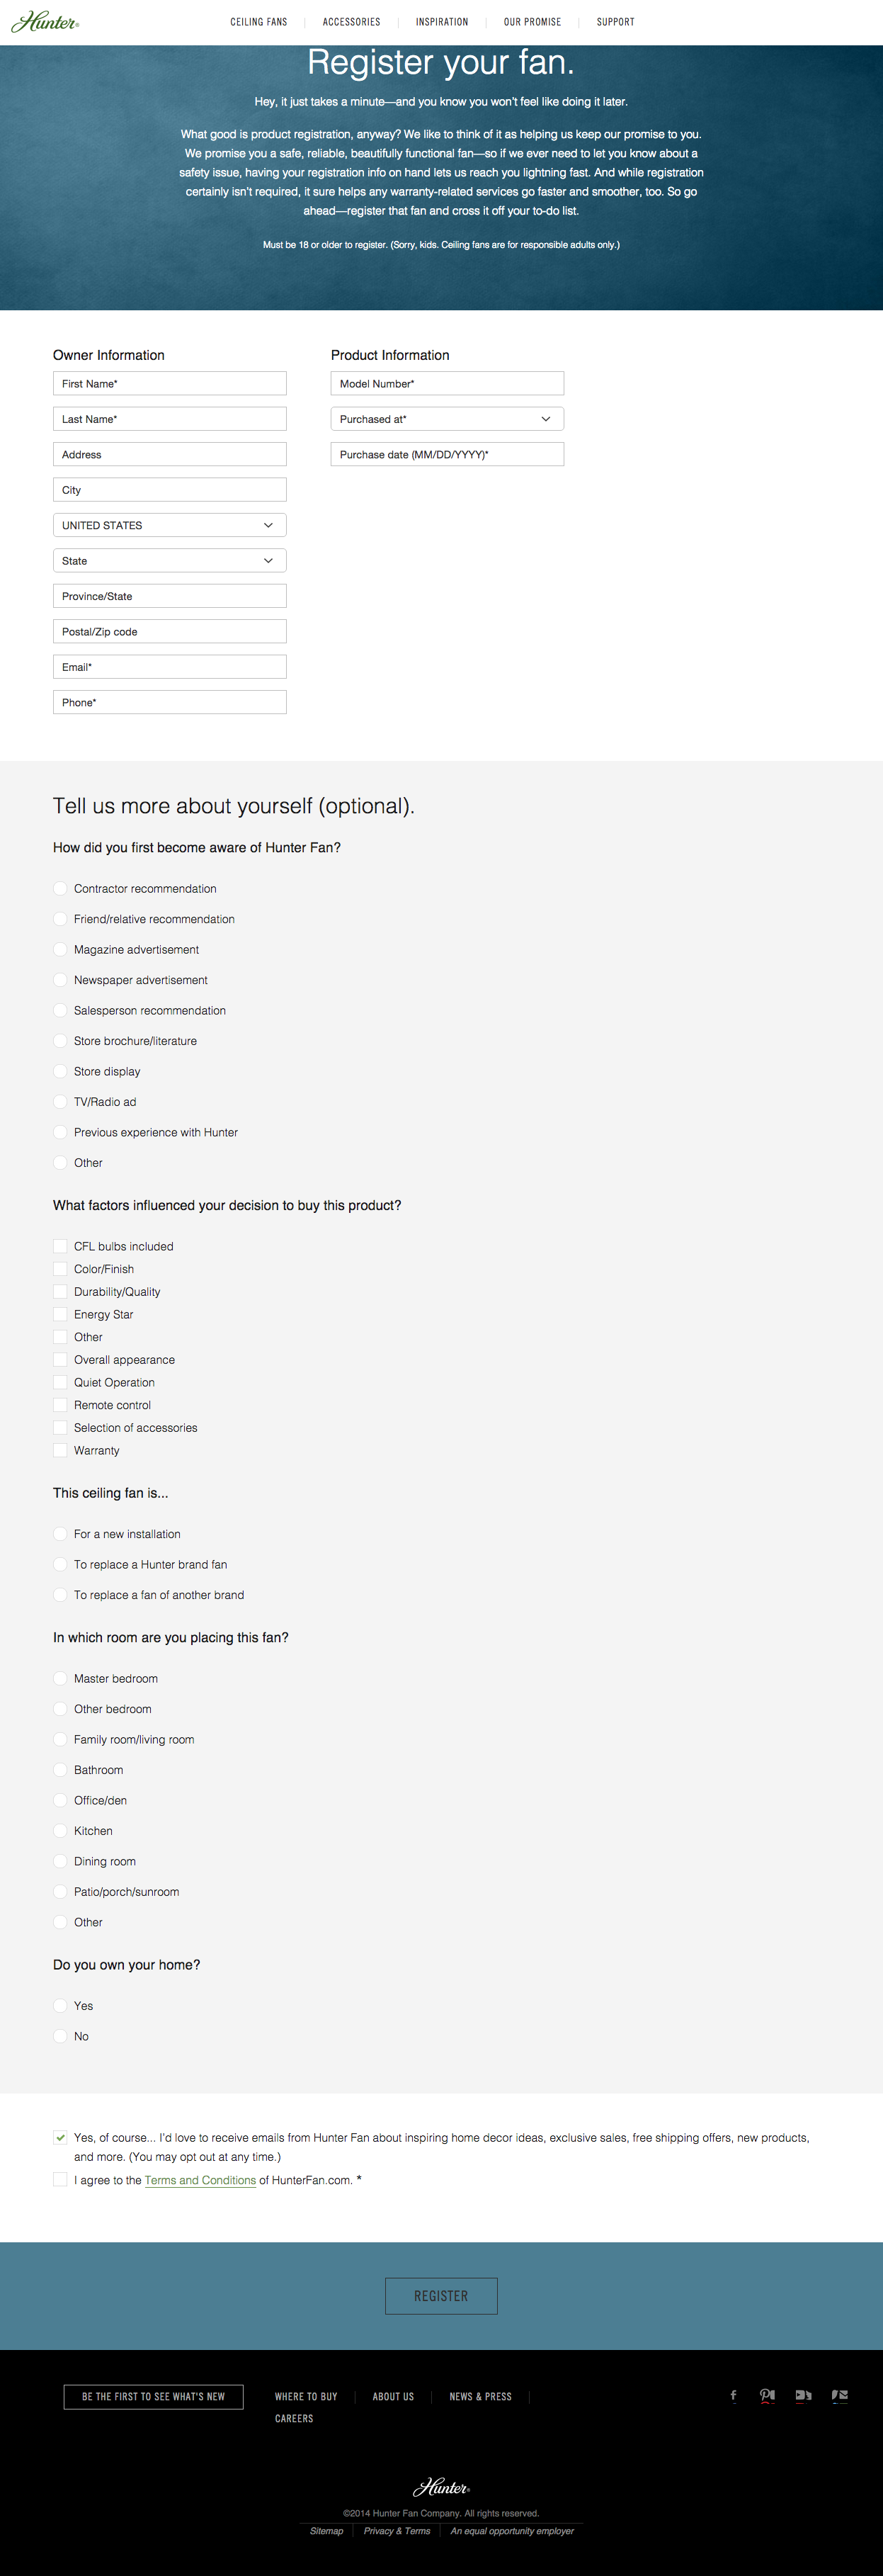 Hunter®
CEILING FANS
ACCESSORIES
INSPIRATION
OUR PROMISE
SUPPORT
Register your fan.
Hey, it just takes a minute—and you know you won't feel like doing it later.
What good is product registration, anyway? We like to think of it as helping us keep our promise to you.
We promise you a safe, reliable, beautifully functional fan—so if we ever need to let you know about a
safety issue, having your registration info on hand lets us reach you lightning fast. And while registration
certainly isn't required, it sure helps any warranty-related services go faster and smoother, too. So go
ahead—register that fan and cross it off your to-do list.
Must be 18 or older to register. (Sorry, kids. Ceiling fans are for responsible adults only.)
Owner Information
First Name*
Last Name*
Address
City
UNITED STATES
State
Province/State
Postal/Zip code
Email*
Phone*
Product Information
Model Number*
Purchased at*
Purchase date (MM/DD/YYYY)*
Tell us more about yourself (optional).
How did you first become aware of Hunter Fan?
Contractor recommendation
Friend/relative recommendation
Magazine advertisement
Newspaper advertisement
Salesperson recommendation
Store brochure/literature
Store display
TV/Radio ad
Previous experience with Hunter
Other
What factors influenced your decision to buy this product?
CFL bulbs included
Color/Finish
Durability/Quality
Energy Star
Other
Overall appearance
Quiet Operation
Remote control
Selection of accessories
Warranty
This ceiling fan is...
For a new installation
To replace a Hunter brand fan
To replace a fan of another brand
In which room are you placing this fan?
Master bedroom
Other bedroom
Family room/living room
Bathroom
Office/den
Kitchen
Dining room
Patio/porch/sunroom
Other
Do you own your home?
Yes
No
Yes, of course... I'd love to receive emails from Hunter Fan about inspiring home decor ideas, exclusive sales, free shipping offers, new products,
and more. (You may opt out at any time.)
I agree to the Terms and Conditions of HunterFan.com. *
REGISTER
BE THE FIRST TO SEE WHAT'S NEW
WHERE TO BUY
ABOUT US
NEWS & PRESS
CAREERS
Hunter®
©2014 Hunter Fan Company. All rights reserved.
Sitemap
Privacy & Terms
An equal opportunity employer